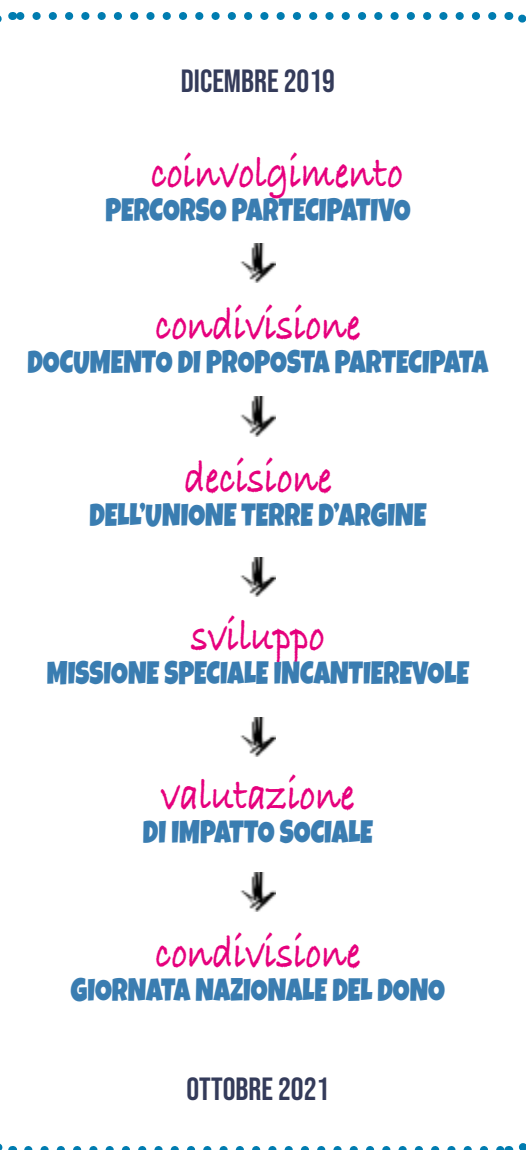 DICEMBRE 2019
coinvolgimento
PERCORSO PARTECIPATIVO
condivisione
DOCUMENTO DI PROPOSTA PARTECIPATA
decisione
DELL'UNIONE TERRE D'ARGINE
sviluppo
MISSIONE SPECIALE INCANTIEREVOLE
valutazione
DI IMPATTO SOCIALE
condivisione
GIORNATA NAZIONALE DEL DONO
OTTOBRE 2021